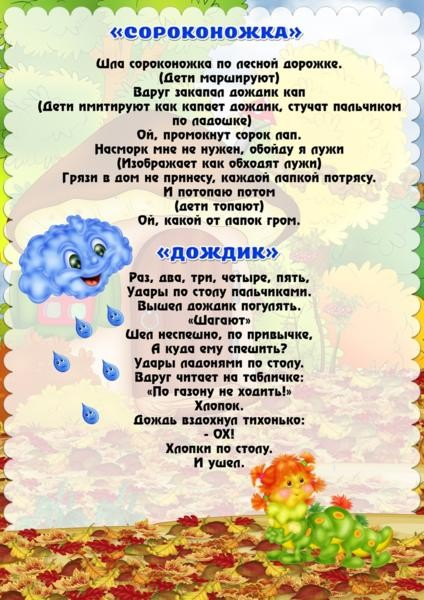 «СОРОКОНОЖКА»
Шла сороконожка по лесной дорожке.
(Дети маршируют)
Вдруг закапал дождик кап
(Дети имитируют как капает дождик, стучат пальчиком
по ладошке)
Ой, промокнут сорок лап.
Насморк мне не нужен, обойду я лужи
(Изображает как обходят лужи)
Грязи в дом не принесу, каждой лапкой потрясу.
И потопаю потом
(дети топают)
Ой, какой от лапок гром.
«ДОЖДИК»
Раз, два, три, четыре, пять,
Удары по столу пальчиками.
Вышел дождик погулять.
«Шагают»
Шел неспешно, по привычке,
А куда ему спешить?
Удары ладонями по столу.
Вдруг читает на табличке:
«По газону не ходить!»
Хлопок.
Дождь вздохнул тихонько:
- ОХ!
Хлопки по столу.
И ушел.